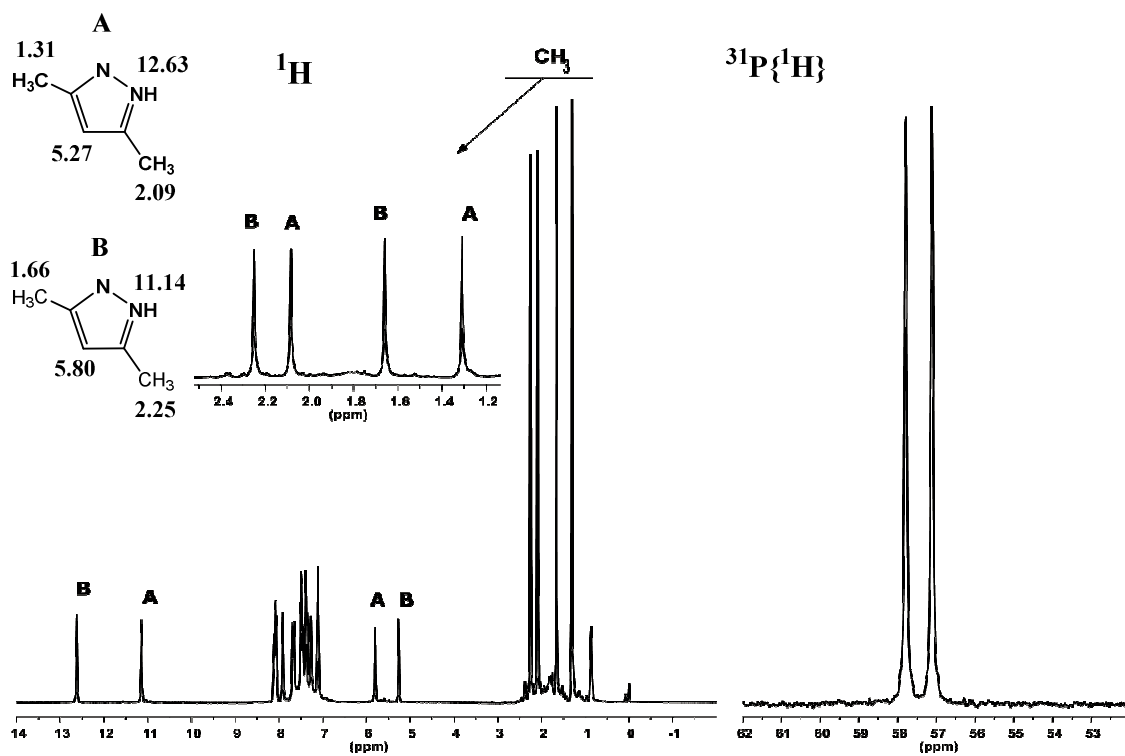 A
1.31
N
12.63
H₃C
NH
5.27
CH₃
2.09
B
1.66
N
11.14
H₃C
NH
5.80
CH₃
2.25
¹H
CH₃
B
A
B
A
2.4 2.2 2.0 1.8 1.6 1.4 1.2
(ppm)
B
A
A
B
14 13 12 11 10 9 8 7 6 5 4 3 2 1 -1
(ppm)
(ppm)
³¹P{¹H}
62 61 60 59 58 57 56 55 54 53
(ppm)